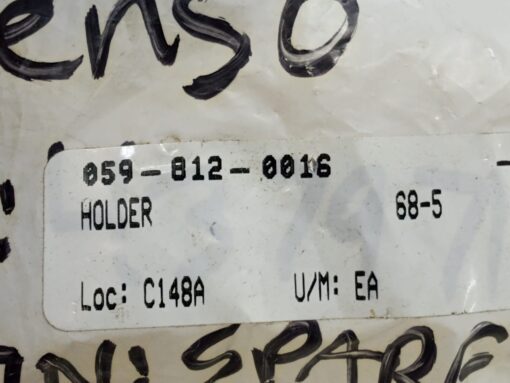 enso
059-812-0016
HOLDER 68-5
Loc: C148A U/M: EA
SPARE